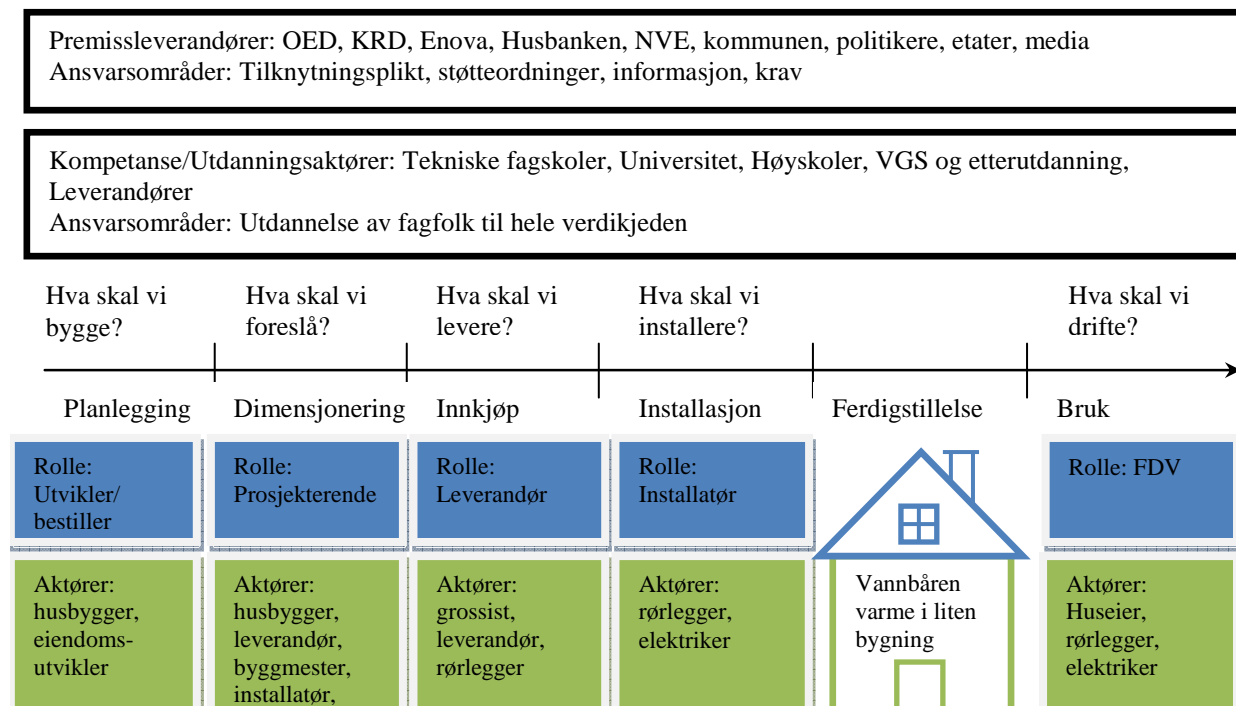 Premissleverandører: OED, KRD, Enova, Husbanken, NVE, kommunen, politikere, etater, media
Ansvarsområder: Tilknytningsplikt, støtteordninger, informasjon, krav
Kompetanse/Utdanningsaktører: Tekniske fagskoler, Universitet, Høyskoler, VGS og etterutdanning,
Leverandører
Ansvarsområder: Utdannelse av fagfolk til hele verdikjeden
Hva skal vi
bygge?
Hva skal vi
foreslå?
Hva skal vi
levere?
Hva skal vi
installere?
Hva skal vi
drifte?
Planlegging
Dimensjonering
Innkjøp
Installasjon
Ferdigstillelse
Bruk
Rolle:
Utvikler/
bestiller
Rolle:
Prosjekterende
Rolle:
Leverandør
Rolle:
Installatør
Rolle: FDV
Aktører:
husbygger,
eiendoms-
utvikler
Aktører:
husbygger,
leverandør,
byggmester,
installatør,
Aktører:
grossist,
leverandør,
rørlegger
Aktører:
rørlegger,
elektriker
Vannbåren
varme i liten
bygning
Aktører:
Huseier,
rørlegger,
elektriker